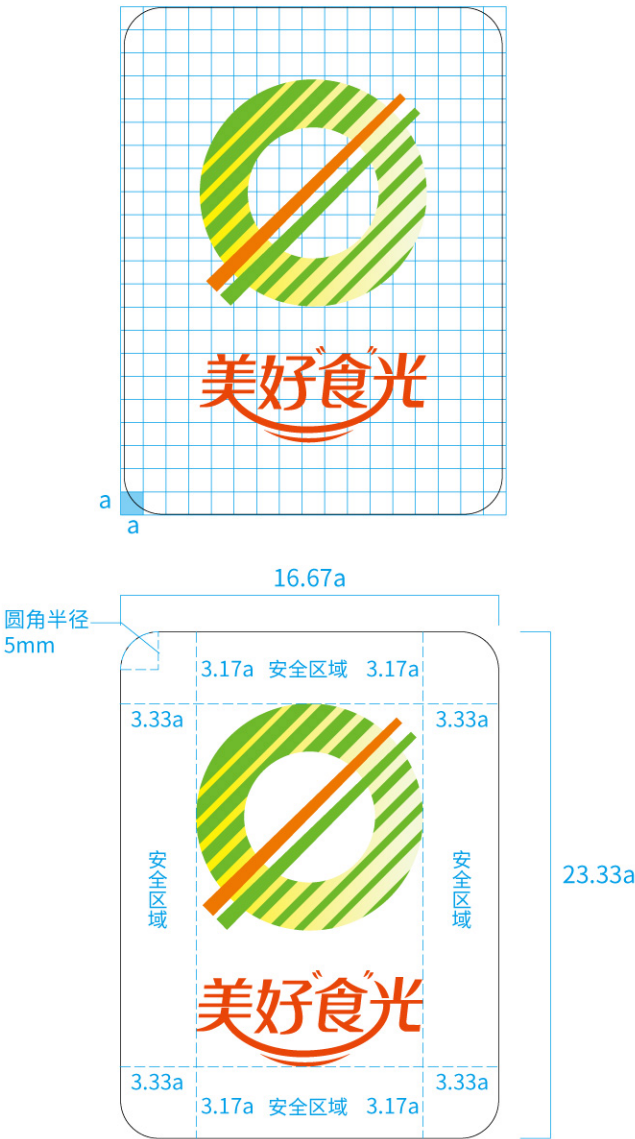 美好“食”光
a
a
16.67a
圆角半径
5mm
3.17a 安全区域 3.17a
3.33a 3.33a
安全区域 安全区域
23.33a
美好“食”光
3.33a 3.33a
3.17a 安全区域 3.17a